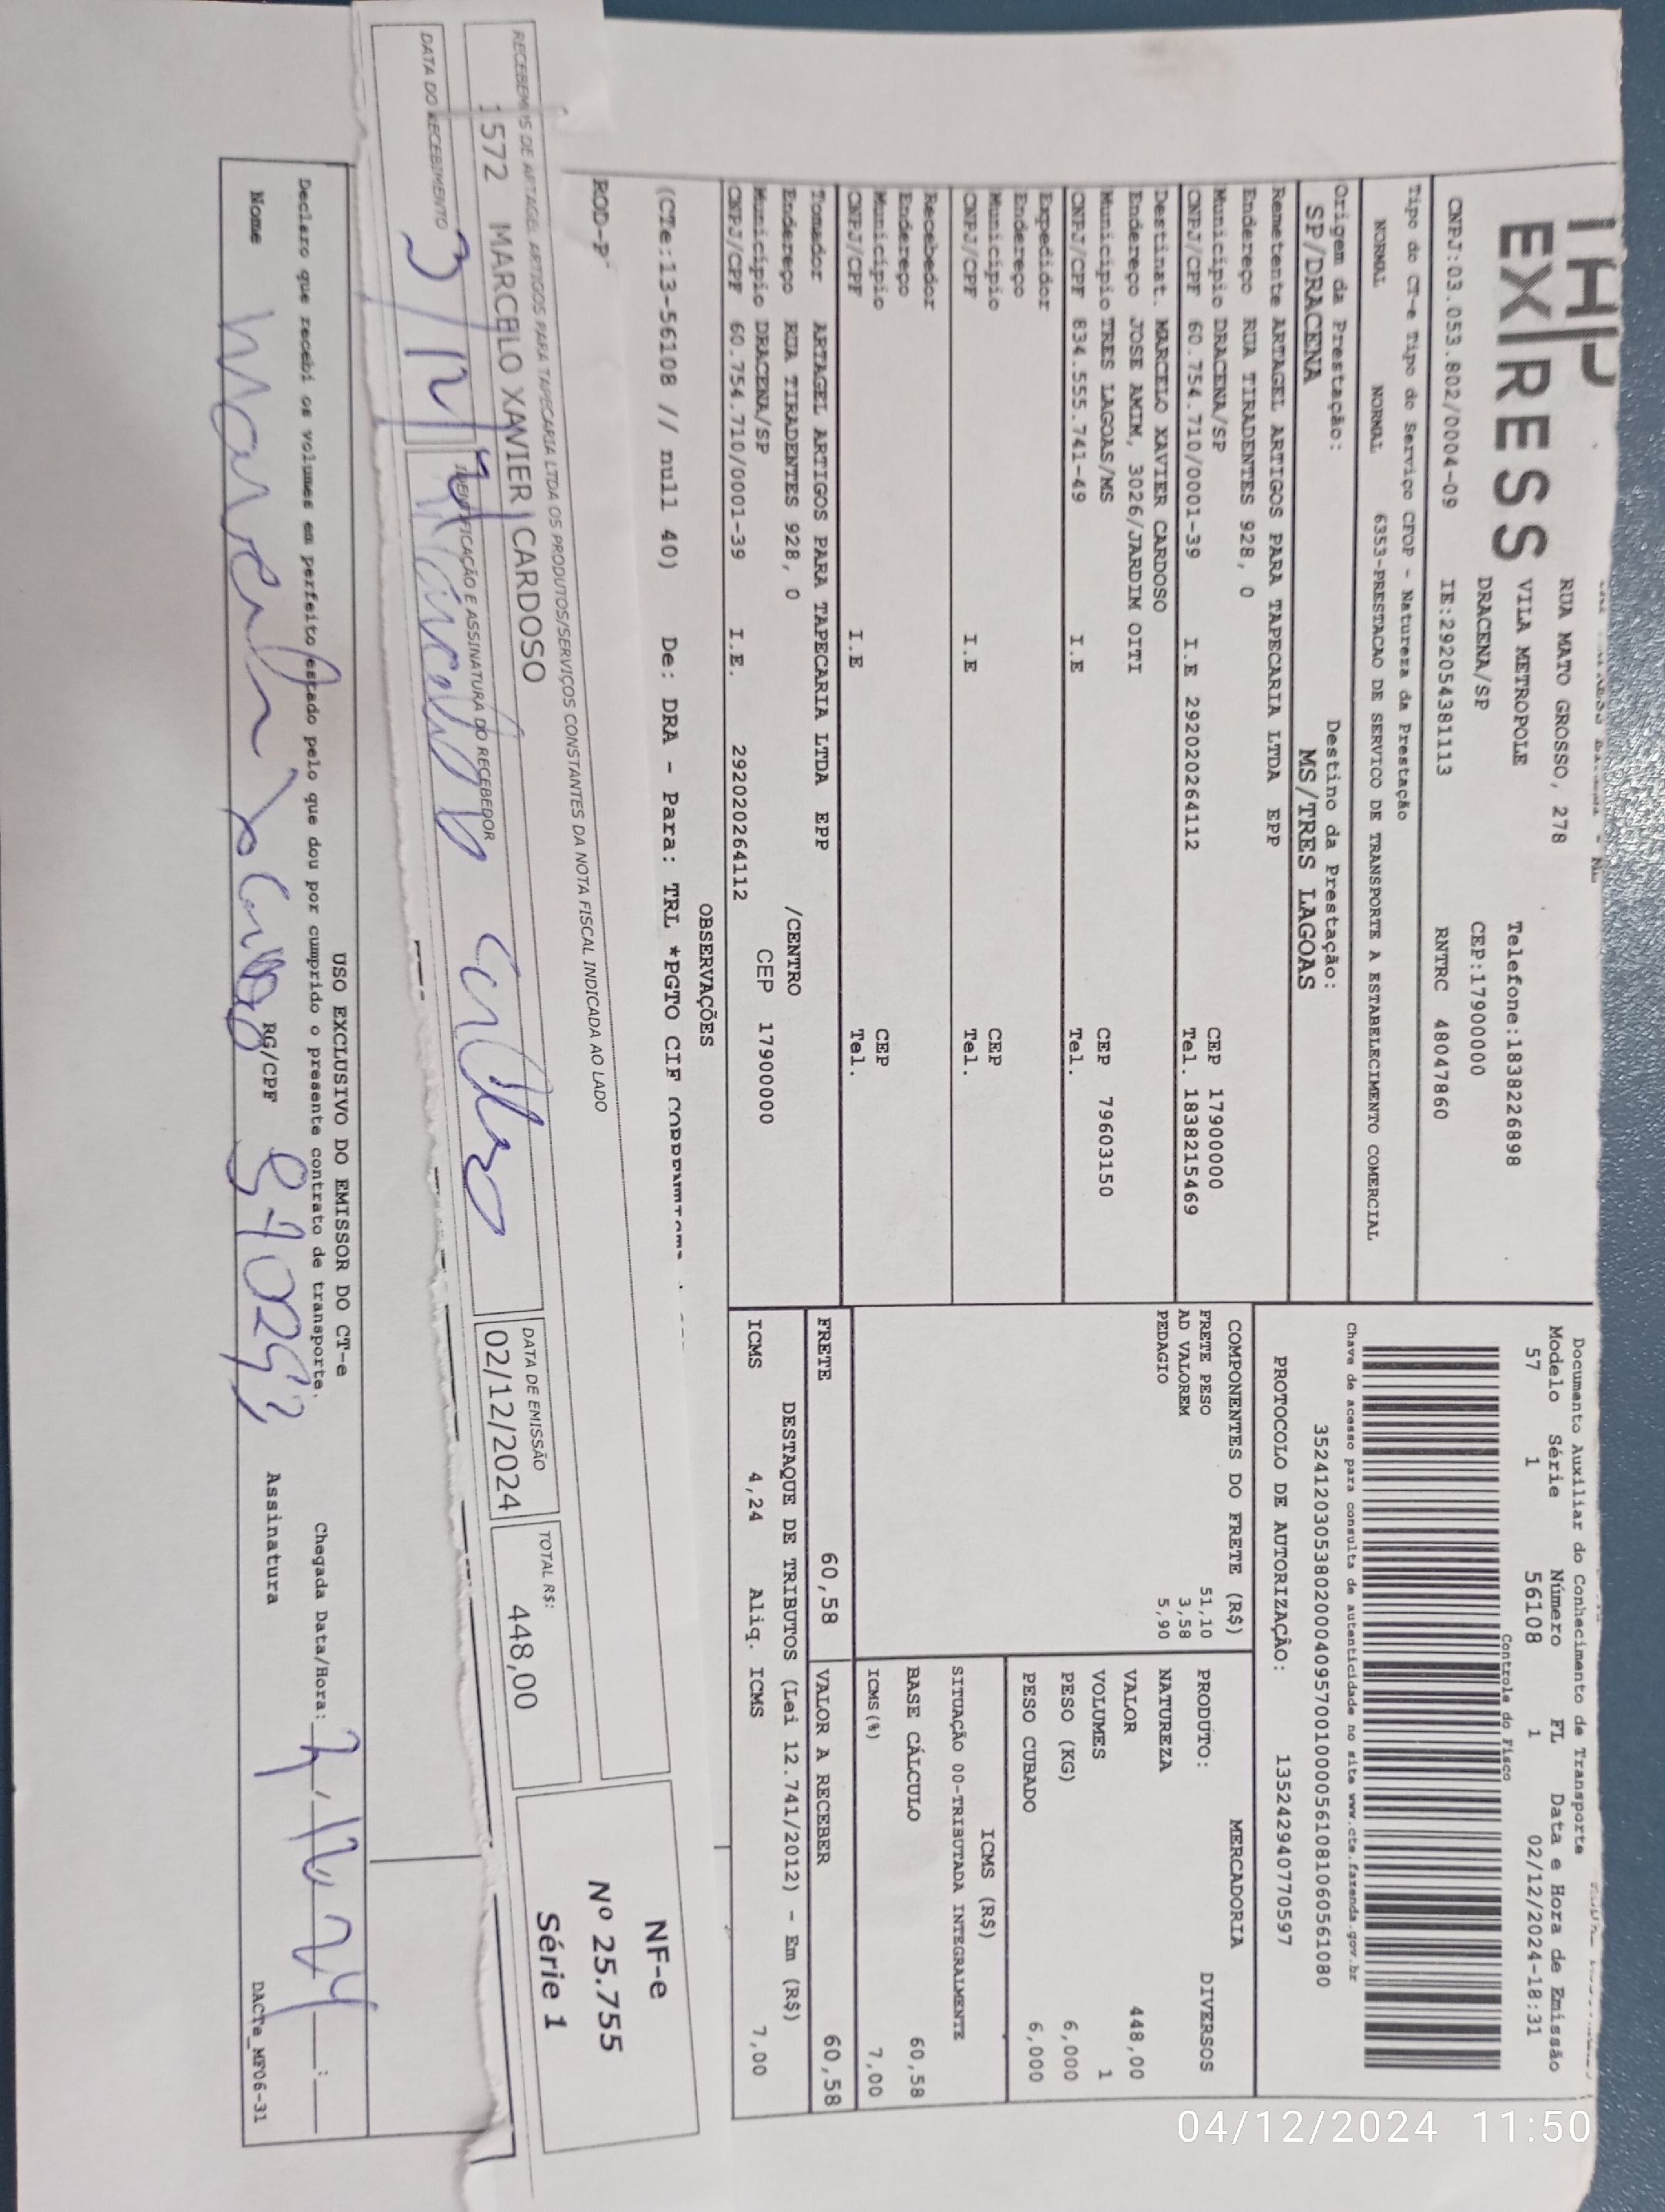 IHP
EXPRESS
RUA MATO GROSSO, 278
VILA METROPOLE
DRACENA/SP
Telefone:1838226898
CEP:17900000
CNPJ:03.053.802/0004-09 IE:292054381113 RNTRC 48047860
Documento Auxiliar do Conhecimento de Transporte
Modelo Série Número FL Data e Hora de Emissão
57 1 56108 1 02/12/2024-18:31
Controle do Fisco
Chave de acesso para consulta de autenticidade no site www.cte.fazenda.gov.br
35241203053802000409570010000561081060561080
PROTOCOLO DE AUTORIZAÇÃO: 135242940770597
Tipo do CT-e Tipo do Serviço CFOP - Natureza da Prestação
NORMAL NORMAL 6353-PRESTACAO DE SERVICO DE TRANSPORTE A ESTABELECIMENTO COMERCIAL
Origem da Prestação: Destino da Prestação:
SP/DRACENA MS/TRES LAGOAS
Remetente ARTAGEL ARTIGOS PARA TAPECARIA LTDA EPP
Endereço RUA TIRADENTES 928, 0
Município DRACENA/SP CEP 17900000
CNPJ/CPF 60.754.710/0001-39 I.E 292020264112 Tel. 1838215469
Destinat. MARCELO XAVIER CARDOSO
Endereço JOSE AMIM, 3026/JARDIM OITI
Município TRES LAGOAS/MS CEP 79603150
CNPJ/CPF 834.555.741-49 I.E Tel.
Expedidor
Endereço
Município CEP
CNPJ/CPF I.E Tel.
Recebedor
Endereço
Município CEP
CNPJ/CPF I.E Tel.
Tomador ARTAGEL ARTIGOS PARA TAPECARIA LTDA EPP
Endereço RUA TIRADENTES 928, 0 /CENTRO
Município DRACENA/SP CEP 17900000
CNPJ/CPF 60.754.710/0001-39 I.E. 292020264112
COMPONENTES DO FRETE (R$)
FRETE PESO 51,10
AD VALOREM 3,58
PEDAGIO 5,90
MERCADORIA
PRODUTO: DIVERSOS
NATUREZA
VALOR 448,00
VOLUMES 1
PESO (KG) 6,000
PESO CUBADO 6,000
ICMS (R$)
SITUAÇÃO 00-TRIBUTADA INTEGRALMENTE
BASE CÁLCULO 60,58
ICMS(%) 7,00
FRETE 60,58 VALOR A RECEBER 60,58
DESTAQUE DE TRIBUTOS (Lei 12.741/2012) - Em (R$)
ICMS 4,24 Aliq. ICMS 7,00
OBSERVAÇÕES
(CTe:13-56108 // null 40) De: DRA - Para: TRL *PGTO CIF
ROD-P
RECEBEMOS DE ARTAGEL ARTIGOS PARA TAPECARIA LTDA OS PRODUTOS/SERVIÇOS CONSTANTES DA NOTA FISCAL INDICADA AO LADO
572 MARCELO XAVIER CARDOSO
DATA DE EMISSÃO
02/12/2024
TOTAL R$:
448,00
DATA DO RECEBIMENTO
3/12/24
IDENTIFICAÇÃO E ASSINATURA DO RECEBEDOR
Marcelo Cardoso
NF-e
Nº 25.755
Série 1
USO EXCLUSIVO DO EMISSOR DO CT-e
Declaro que recebi os volumes em perfeito estado pelo que dou por cumprido o presente contrato de transporte.
Chegada Data/Hora: 3/12/24 __:__
Nome Marcelo X Cardoso RG/CPF Assinatura
DACTe_MF06-31
04/12/2024 11:50